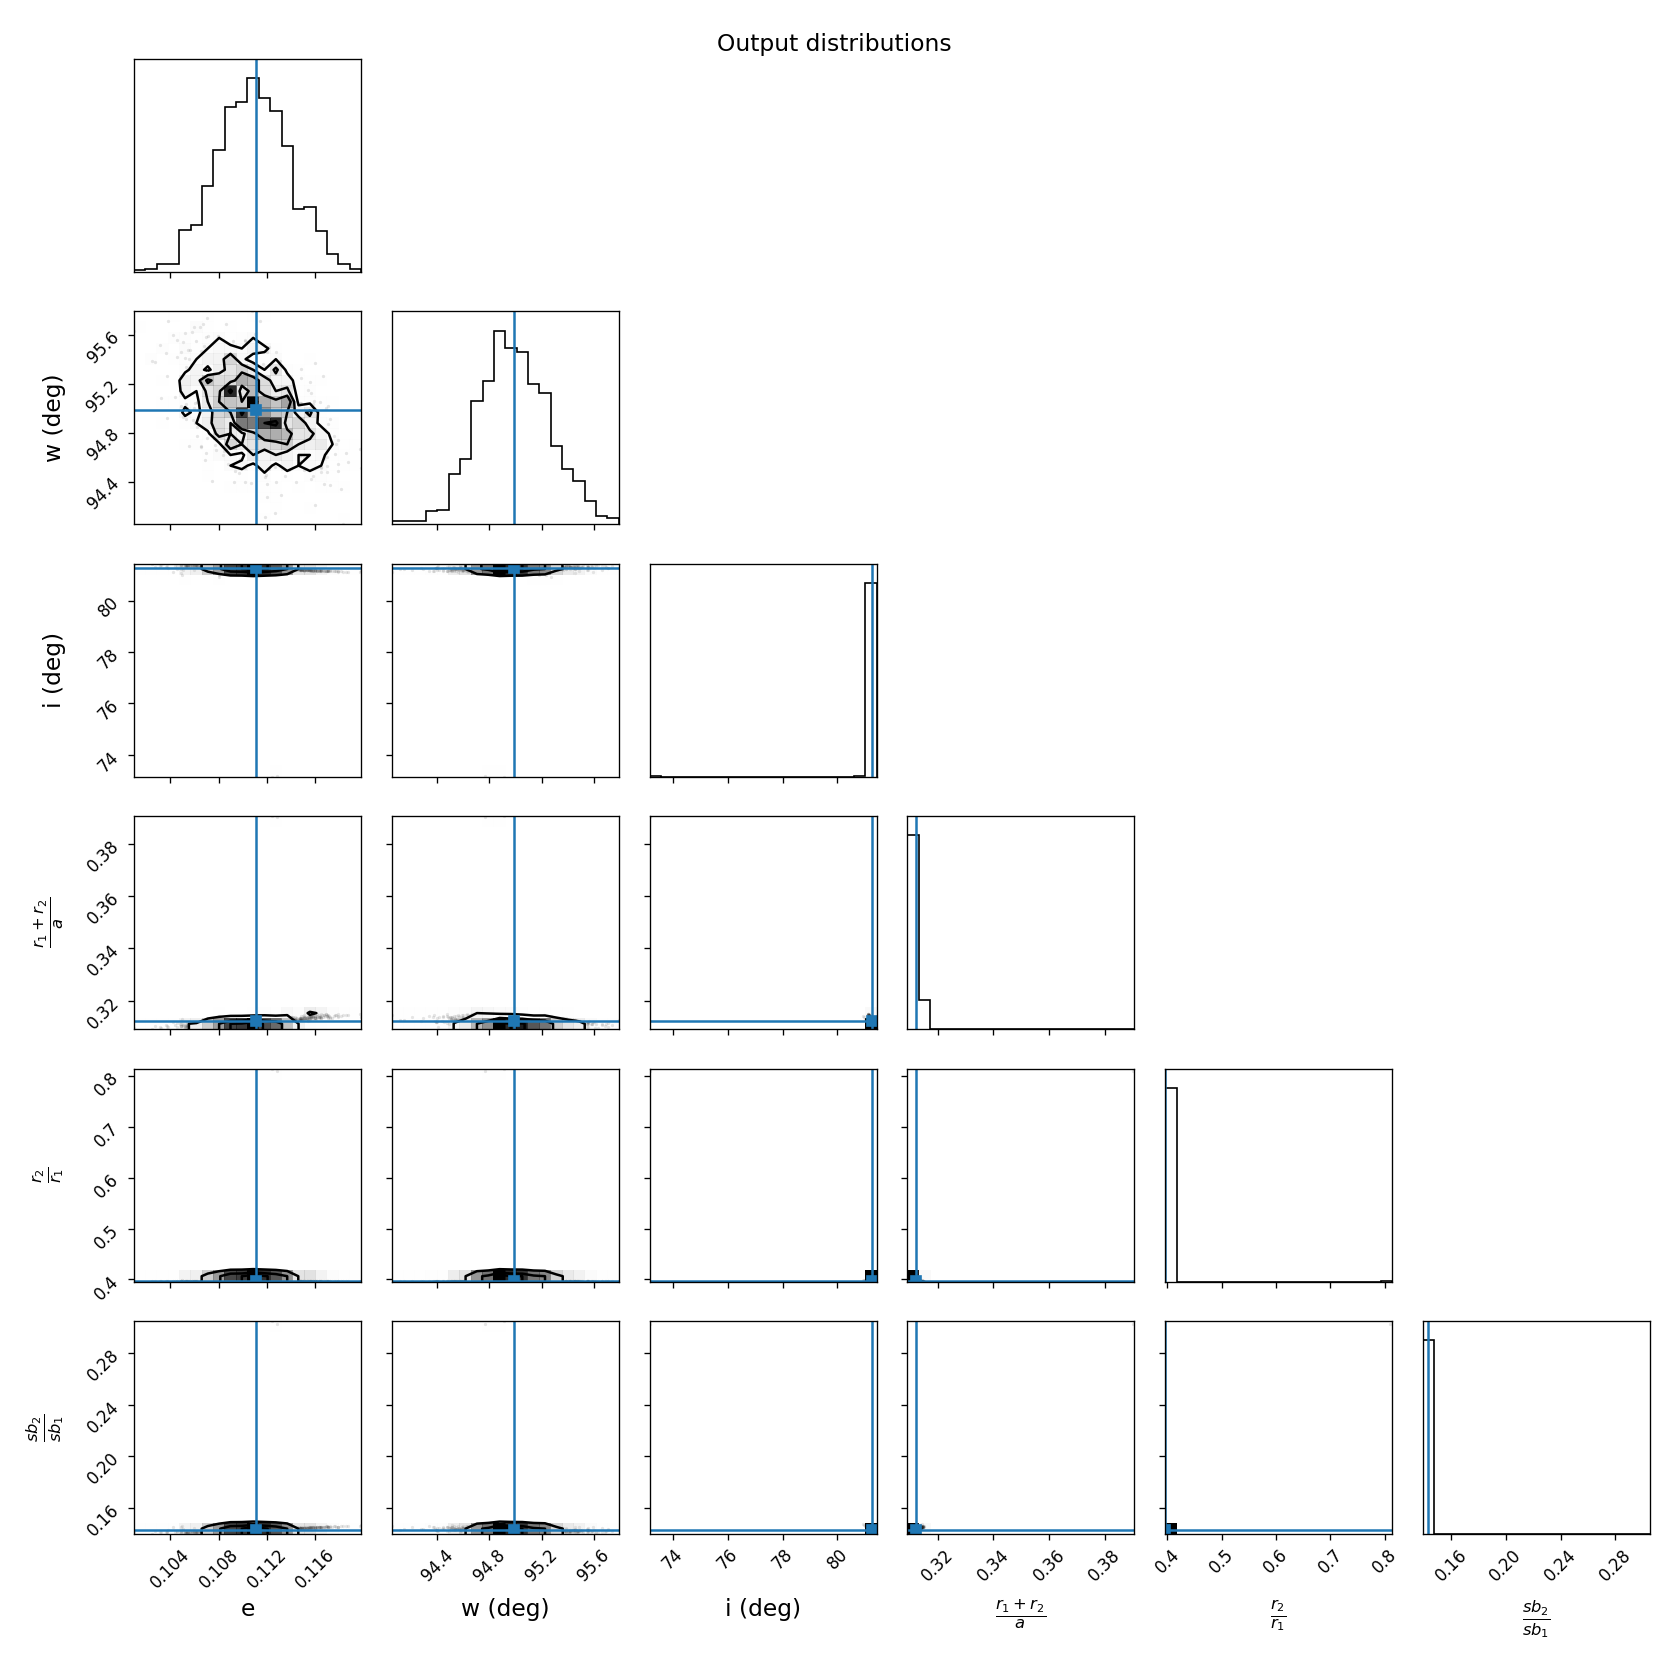 Output distributions
w (deg)
95.6
95.2
94.8
94.4
i (deg)
80
78
76
74
r₁ + r₂
a
0.38
0.36
0.34
0.32
r₂
r₁
0.8
0.7
0.6
0.5
0.4
sb₂
sb₁
0.28
0.24
0.20
0.16
0.104 0.108 0.112 0.116 94.4 94.8 95.2 95.6 74 76 78 80 0.32 0.34 0.36 0.38 0.4 0.5 0.6 0.7 0.8 0.16 0.20 0.24 0.28
e w (deg) i (deg)
r₁ + r₂
a
r₂
r₁
sb₂
sb₁